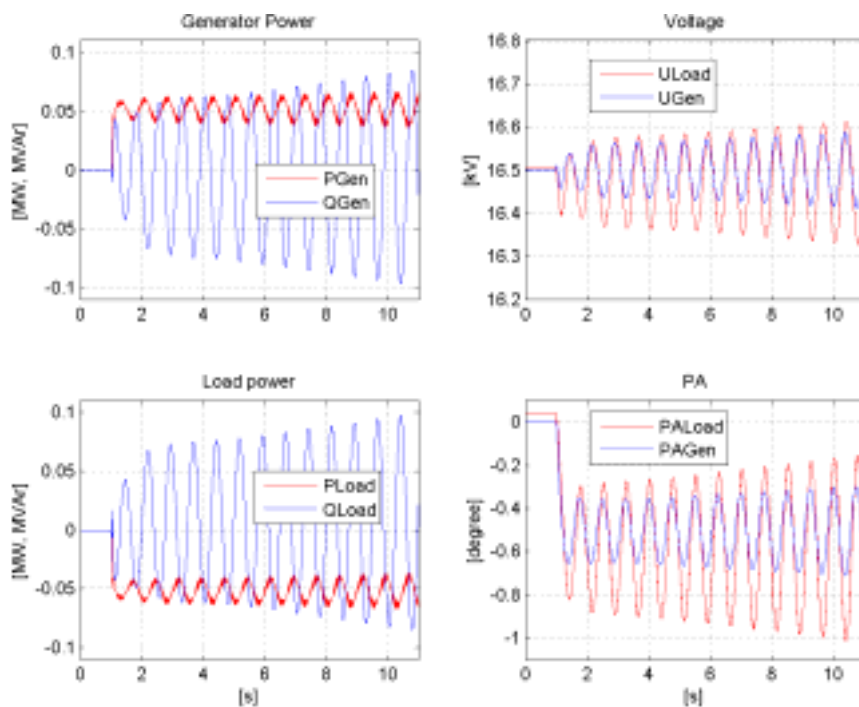 Generator Power
0.1
0.05
0
-0.05
-0.1
[MW, MVAr]
PGen
QGen
0 2 4 6 8 10
Voltage
16.8
16.7
16.6
16.5
16.4
16.3
16.2
[kV]
ULoad
UGen
0 2 4 6 8 10
Load power
0.1
0.05
0
-0.05
-0.1
[MW, MVAr]
PLoad
QLoad
0 2 4 6 8 10
[s]
PA
0
-0.2
-0.4
-0.6
-0.8
-1
[degree]
PALoad
PAGen
0 2 4 6 8 10
[s]